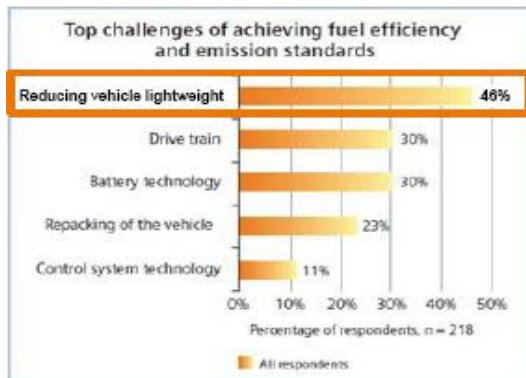 Top challenges of achieving fuel efficiency
and emission standards
Reducing vehicle lightweight 46%
Drive train 30%
Battery technology 30%
Repacking of the vehicle 23%
Control system technology 11%
0% 10% 20% 30% 40% 50%
Percentage of respondents, n = 218
All respondents